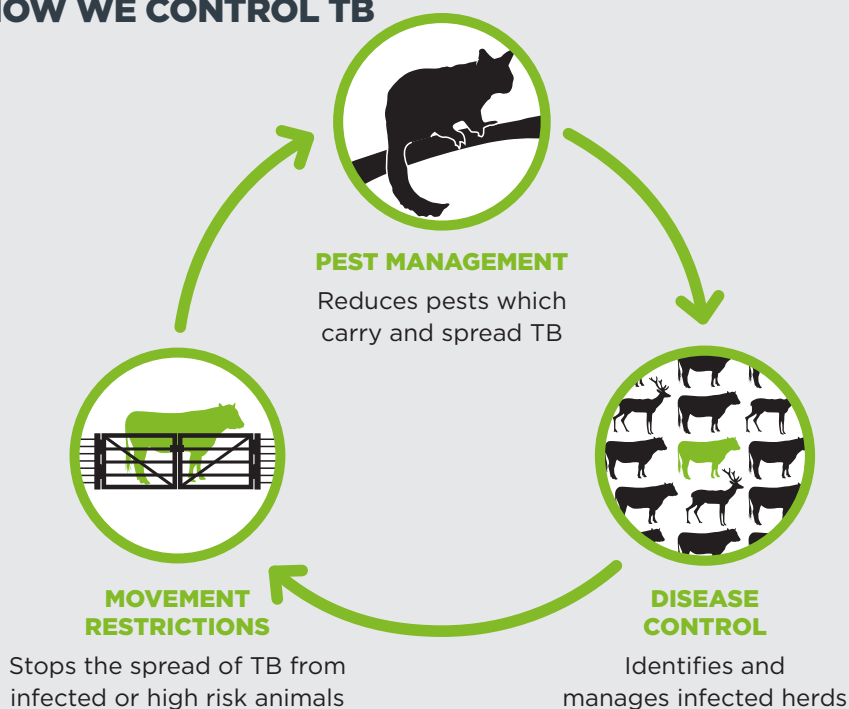 HOW WE CONTROL TB
PEST MANAGEMENT
Reduces pests which
carry and spread TB
MOVEMENT
RESTRICTIONS
Stops the spread of TB from
infected or high risk animals
DISEASE
CONTROL
Identifies and
manages infected herds